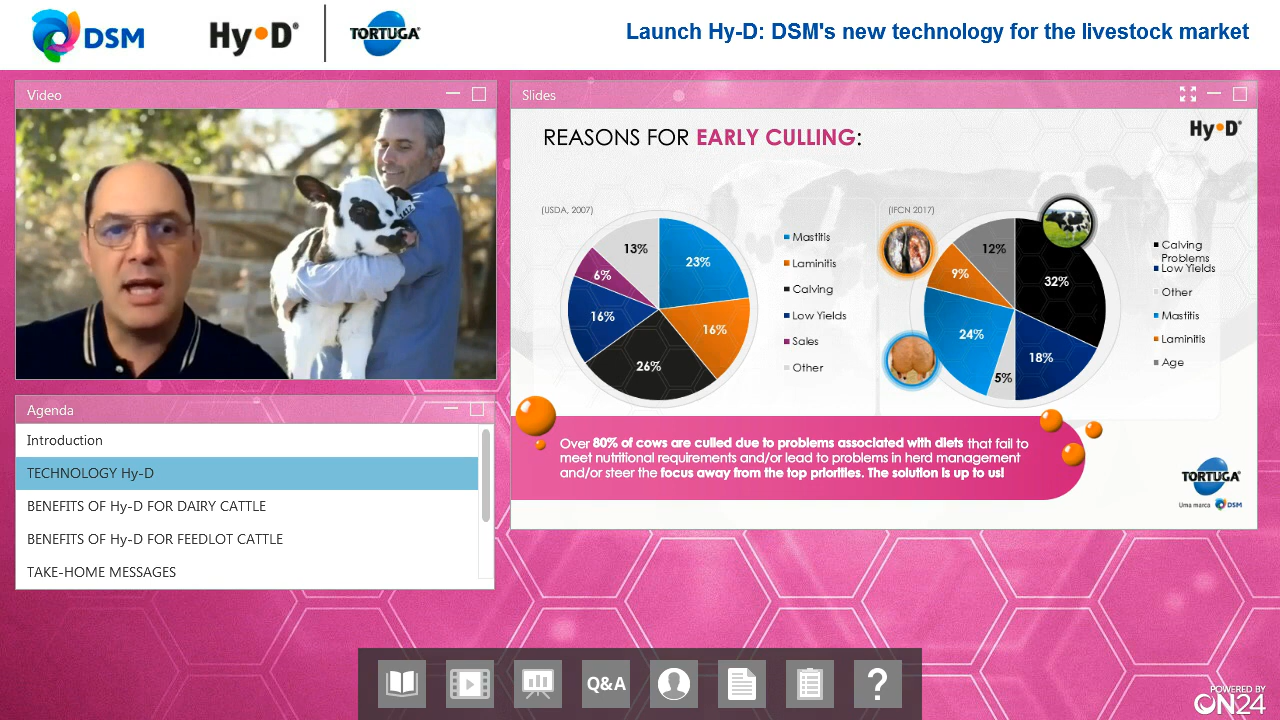 DSM
Hy•D®
TORTUGA
Launch Hy-D: DSM's new technology for the livestock market
Video
Slides
REASONS FOR EARLY CULLING:
Hy•D®
(USDA, 2007)
13%
23%
6%
16%
16%
26%
Mastitis
Laminitis
Calving
Low Yields
Sales
Other
(IFCN 2017)
12%
9%
32%
24%
18%
5%
Calving
Problems
Low Yields
Other
Mastitis
Laminitis
Age
Over 80% of cows are culled due to problems associated with diets that fail to
meet nutritional requirements and/or lead to problems in herd management
and/or steer the focus away from the top priorities. The solution is up to us!
TORTUGA
Uma marca DSM
Agenda
Introduction
TECHNOLOGY Hy-D
BENEFITS OF Hy-D FOR DAIRY CATTLE
BENEFITS OF Hy-D FOR FEEDLOT CATTLE
TAKE-HOME MESSAGES
Q&A
?
POWERED BY
ON24